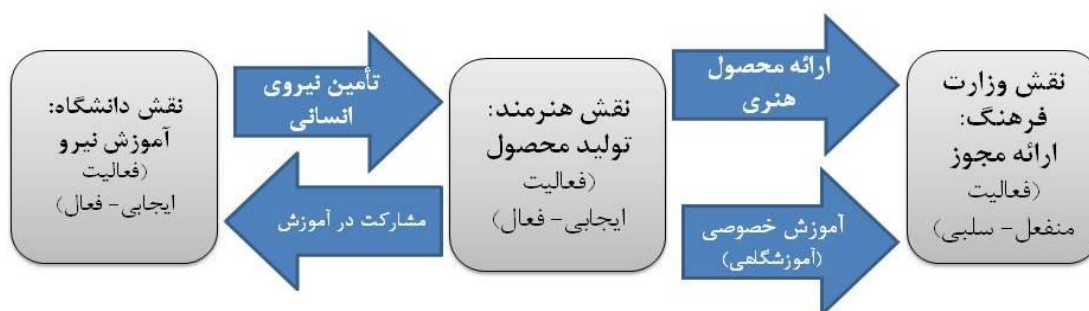 نقش دانشگاه:
آموزش نیرو
(فعالیت
ایجابی- فعال)
تأمین نیروی
انسانی
مشارکت در آموزش
نقش هنرمند:
تولید محصول
(فعالیت
ایجابی- فعال)
ارائه محصول
هنری
آموزش خصوصی
(آموزشگاهی)
نقش وزارت
فرهنگ:
ارائه مجوز
(فعالیت
منفعل- سلبی)